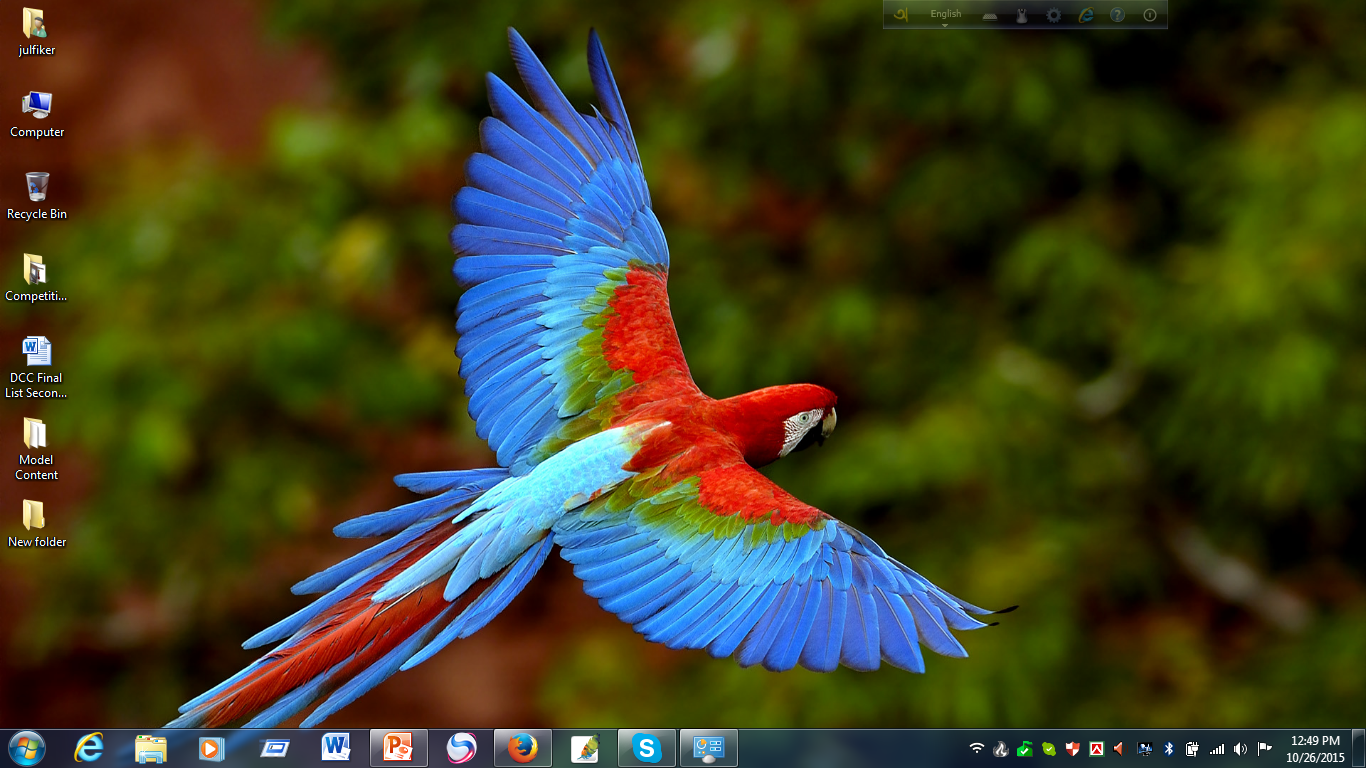 julfiker
Computer
Recycle Bin
Competiti...
DCC Final
List Secon...
Model
Content
New folder
অ English
12:49 PM
10/26/2015